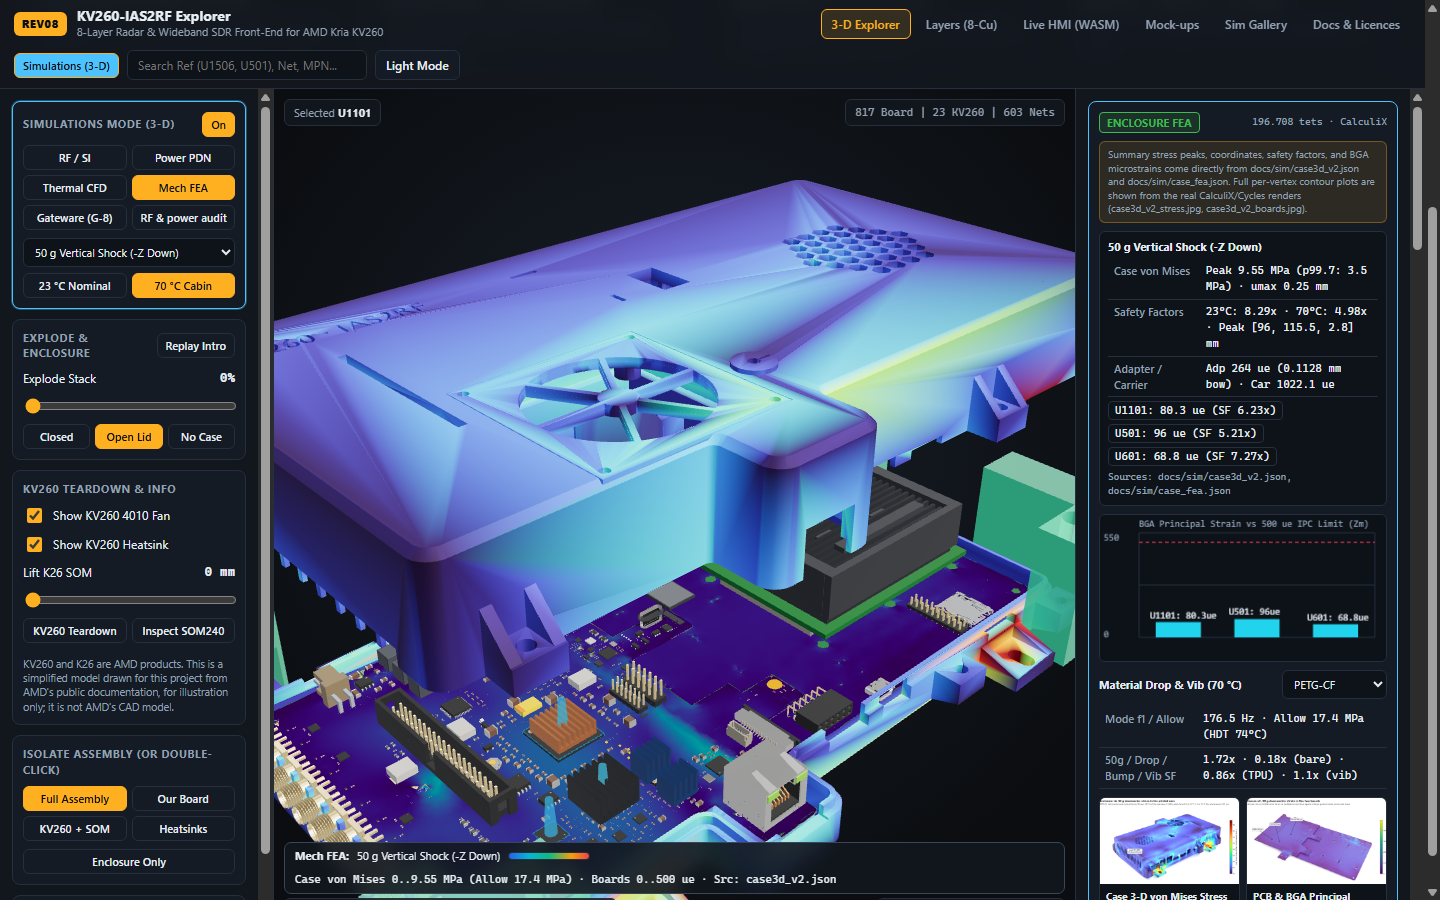 REV08
KV260-IAS2RF Explorer
8-Layer Radar & Wideband SDR Front-End for AMD Kria KV260
3-D Explorer
Layers (8-Cu)
Live HMI (WASM)
Mock-ups
Sim Gallery
Docs & Licences
Simulations (3-D)
Search Ref (U1506, U501), Net, MPN...
Light Mode
SIMULATIONS MODE (3-D)
On
RF / SI
Power PDN
Thermal CFD
Mech FEA
Gateware (G-8)
RF & power audit
50 g Vertical Shock (-Z Down)
23 °C Nominal
70 °C Cabin
EXPLODE &
ENCLOSURE
Replay Intro
Explode Stack
0%
Closed
Open Lid
No Case
KV260 TEARDOWN & INFO
Show KV260 4010 Fan
Show KV260 Heatsink
Lift K26 SOM
0 mm
KV260 Teardown
Inspect SOM240
KV260 and K26 are AMD products. This is a
simplified model drawn for this project from
AMD's public documentation, for illustration
only; it is not AMD's CAD model.
ISOLATE ASSEMBLY (OR DOUBLE-
CLICK)
Full Assembly
Our Board
KV260 + SOM
Heatsinks
Enclosure Only
Selected U1101
817 Board | 23 KV260 | 603 Nets
IAS2RF
Mech FEA: 50 g Vertical Shock (-Z Down)
Case von Mises 0..9.55 MPa (Allow 17.4 MPa) · Boards 0..500 ue · Src: case3d_v2.json
ENCLOSURE FEA
196.708 tets · CalculiX
Summary stress peaks, coordinates, safety factors, and BGA
microstrains come directly from docs/sim/case3d_v2.json
and docs/sim/case_fea.json. Full per-vertex contour plots are
shown from the real CalculiX/Cycles renders
(case3d_v2_stress.jpg, case3d_v2_boards.jpg).
50 g Vertical Shock (-Z Down)
Case von Mises
Peak 9.55 MPa (p99.7: 3.5
MPa) · umax 0.25 mm
Safety Factors
23°C: 8.29x · 70°C: 4.98x
· Peak [96, 115.5, 2.8]
mm
Adapter /
Carrier
Adp 264 ue (0.1128 mm
bow) · Car 1022.1 ue
U1101: 80.3 ue (SF 6.23x)
U501: 96 ue (SF 5.21x)
U601: 68.8 ue (SF 7.27x)
Sources: docs/sim/case3d_v2.json,
docs/sim/case_fea.json
BGA Principal Strain vs 500 ue IPC Limit (Zm)
550
U1101: 80.3ue
U501: 96ue
U601: 68.8ue
0
Material Drop & Vib (70 °C)
PETG-CF
Mode f1 / Allow
176.5 Hz · Allow 17.4 MPa
(HDT 74°C)
50g / Drop /
Bump / Vib SF
1.72x · 0.18x (bare) ·
0.86x (TPU) · 1.1x (vib)
Case 3-D von Mises Stress
PCB & BGA Principal